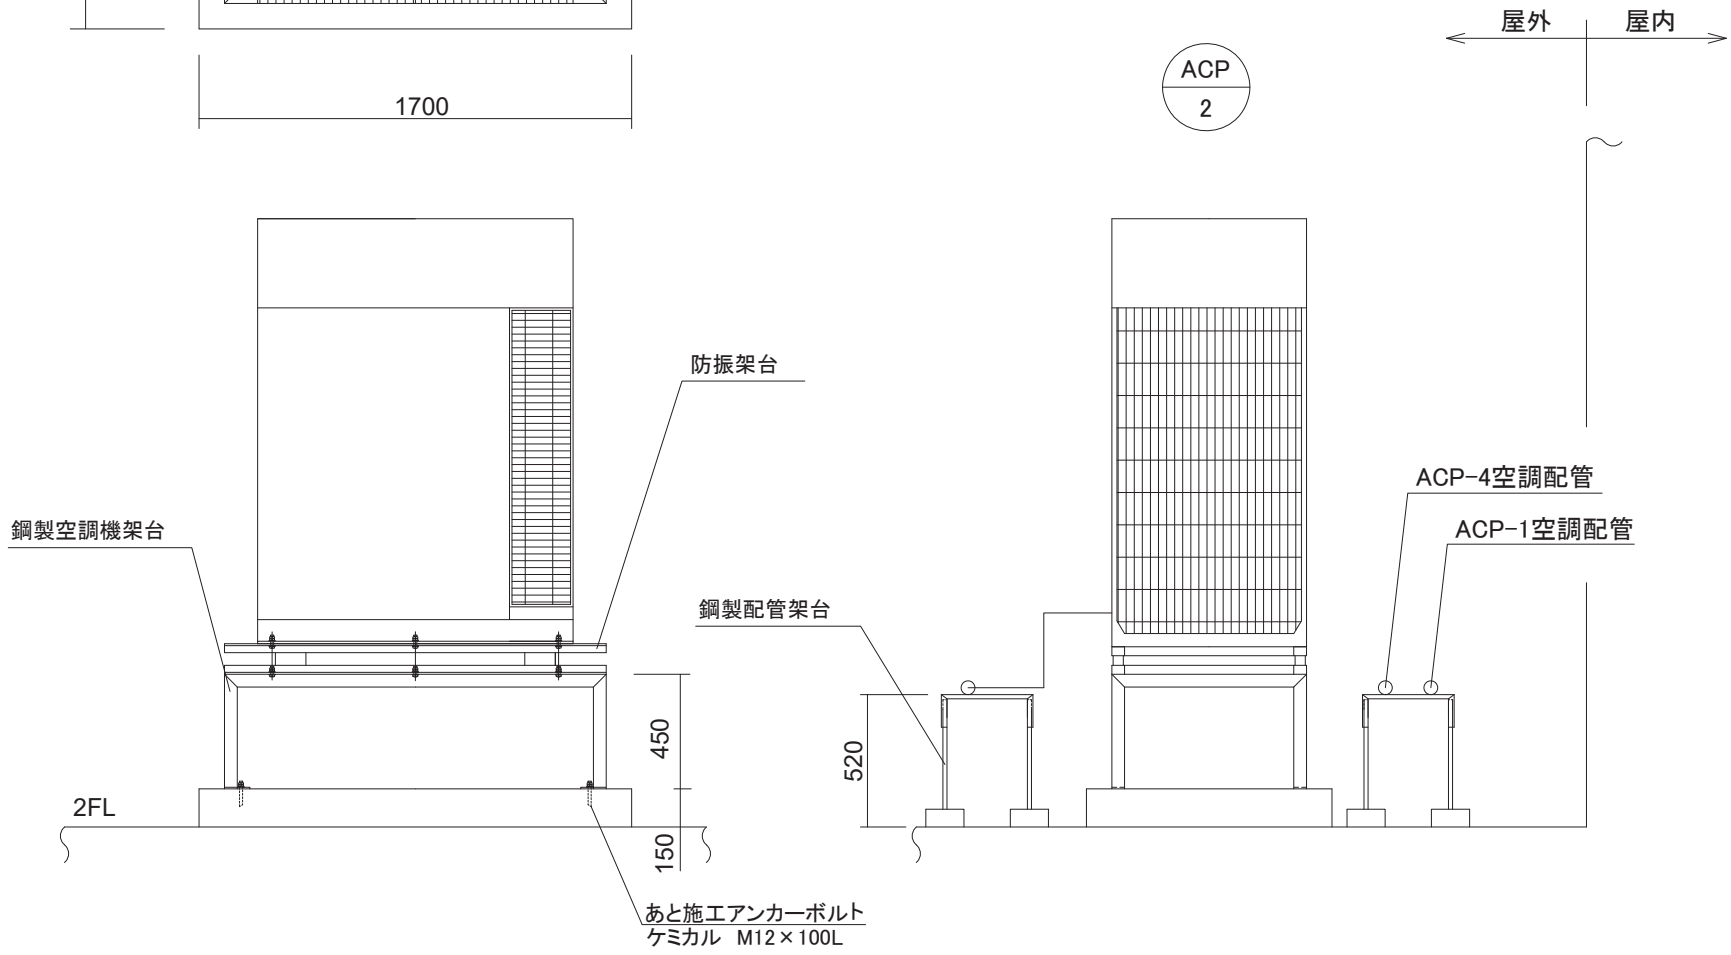 屋外
屋内
ACP
2
1700
防振架台
ACP-4空調配管
ACP-1空調配管
鋼製空調機架台
鋼製配管架台
450
520
2FL
150
あと施工アンカーボルト
ケミカル M12×100L